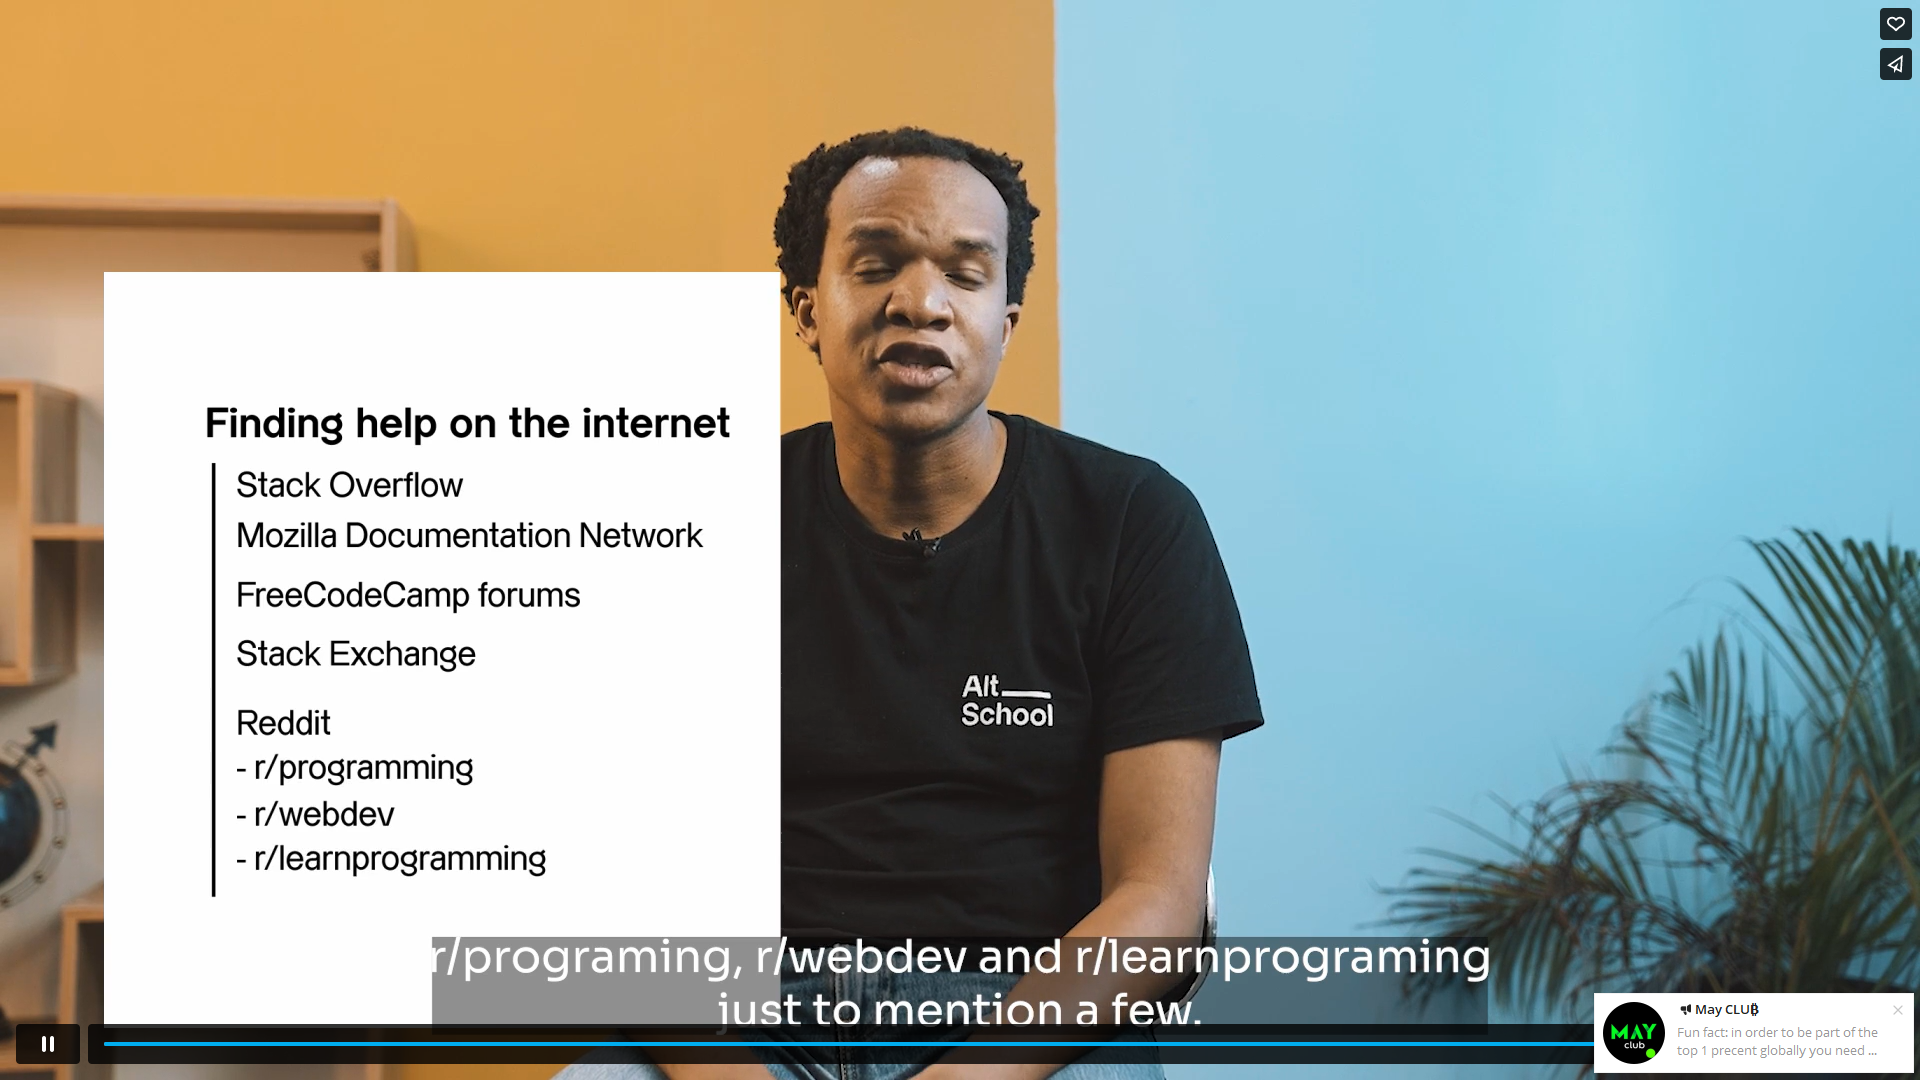 Finding help on the internet
Stack Overflow
Mozilla Documentation Network
FreeCodeCamp forums
Stack Exchange
Reddit
- r/programming
- r/webdev
- r/learnprogramming
Alt
School
r/programing, r/webdev and r/learnprograming
just to mention a few.
May CLU₿
Fun fact: in order to be part of the
top 1 precent globally you need ...
MAY
club